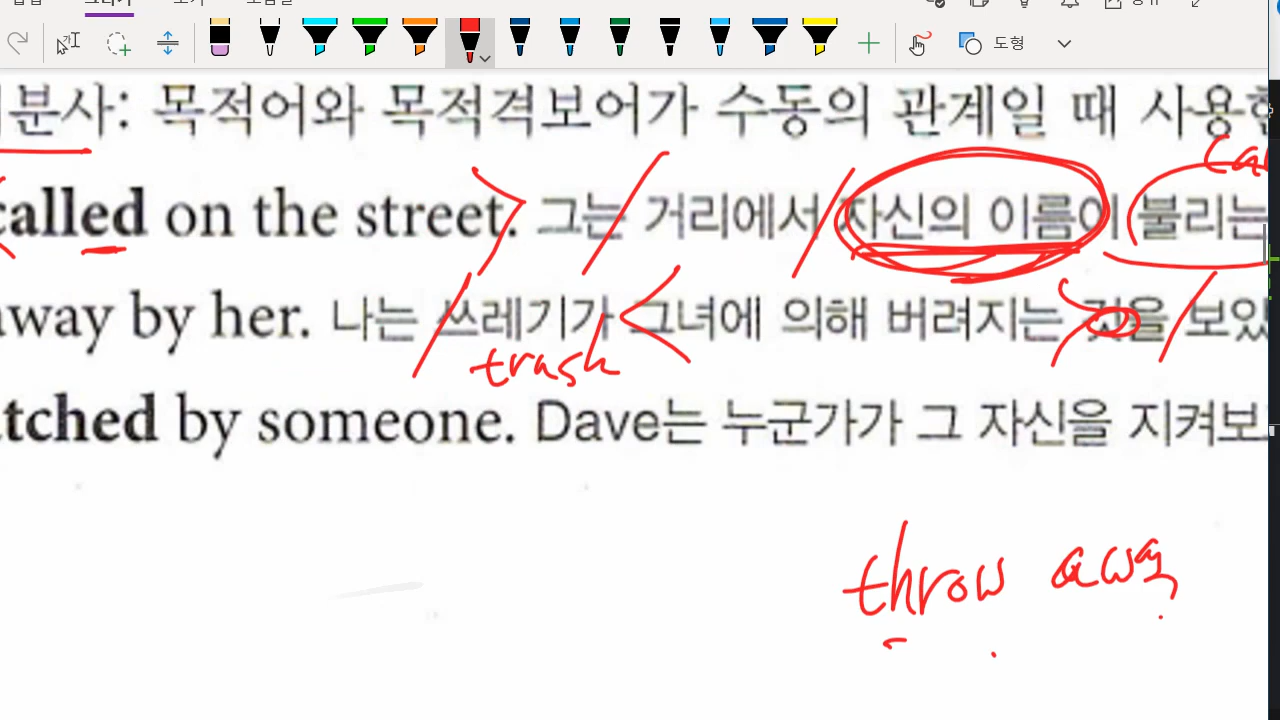 도형
분사: 목적어와 목적격보어가 수동의 관계일 때 사용
called on the street. 그는 거리에서 자신의 이름이 불리는
away by her. 나는 쓰레기가 그녀에 의해 버려지는 것을 보았
trash
tched by someone. Dave는 누군가가 그 자신을 지켜보
throw away